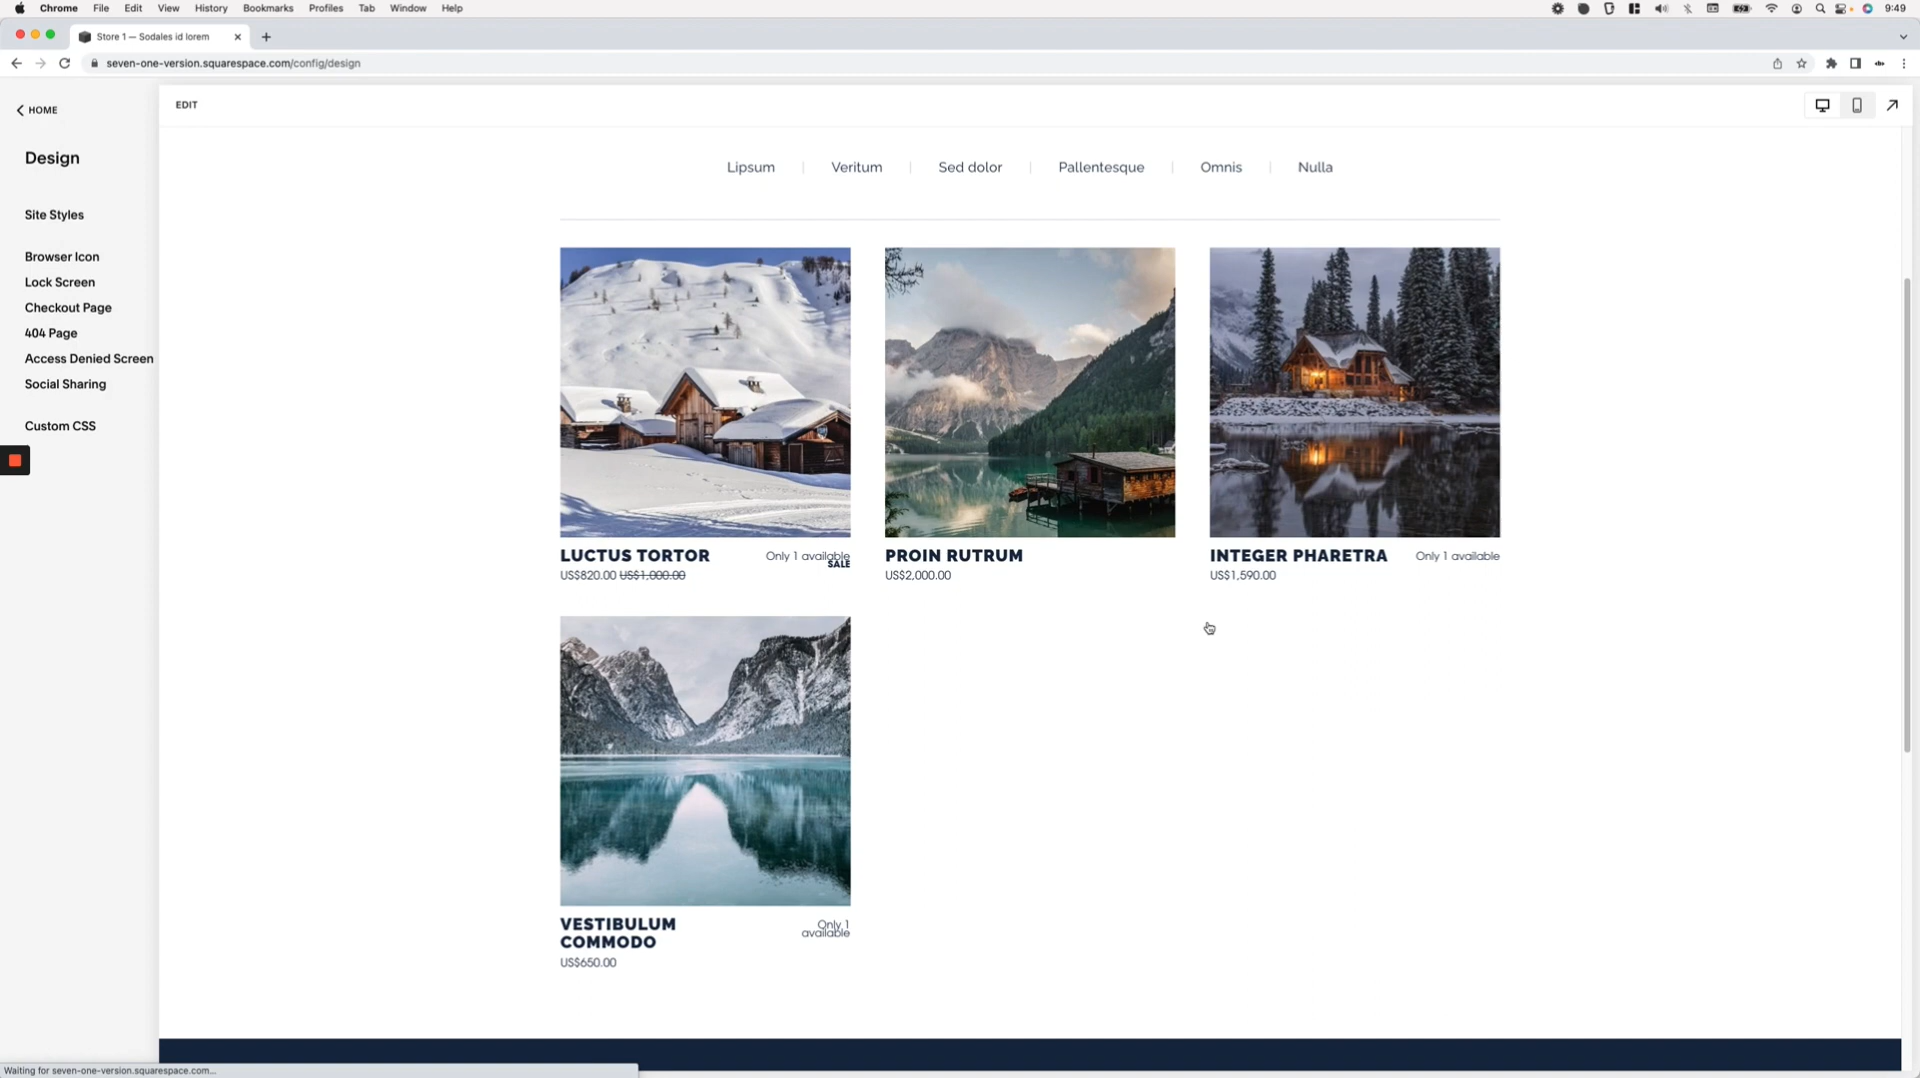 Chrome File Edit View History Bookmarks Profiles Tab Window Help 9:49
Store 1 — Sodales id lorem
seven-one-version.squarespace.com/config/design
HOME
EDIT
Design
Site Styles
Browser Icon
Lock Screen
Checkout Page
404 Page
Access Denied Screen
Social Sharing
Custom CSS
Lipsum | Veritum | Sed dolor | Pallentesque | Omnis | Nulla
LUCTUS TORTOR Only 1 available
SALE
US$820.00 US$1,000.00
PROIN RUTRUM
US$2,000.00
INTEGER PHARETRA Only 1 available
US$1,590.00
VESTIBULUM
COMMODO
Only 1
available
US$650.00
Waiting for seven-one-version.squarespace.com...